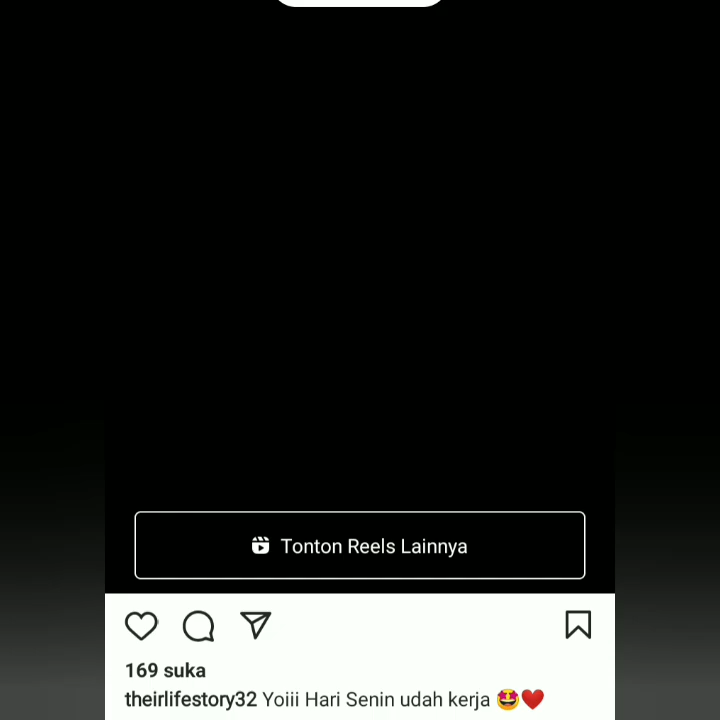 Tonton Reels Lainnya
169 suka
theirlifestory32 Yoiii Hari Senin udah kerja 🤩❤️